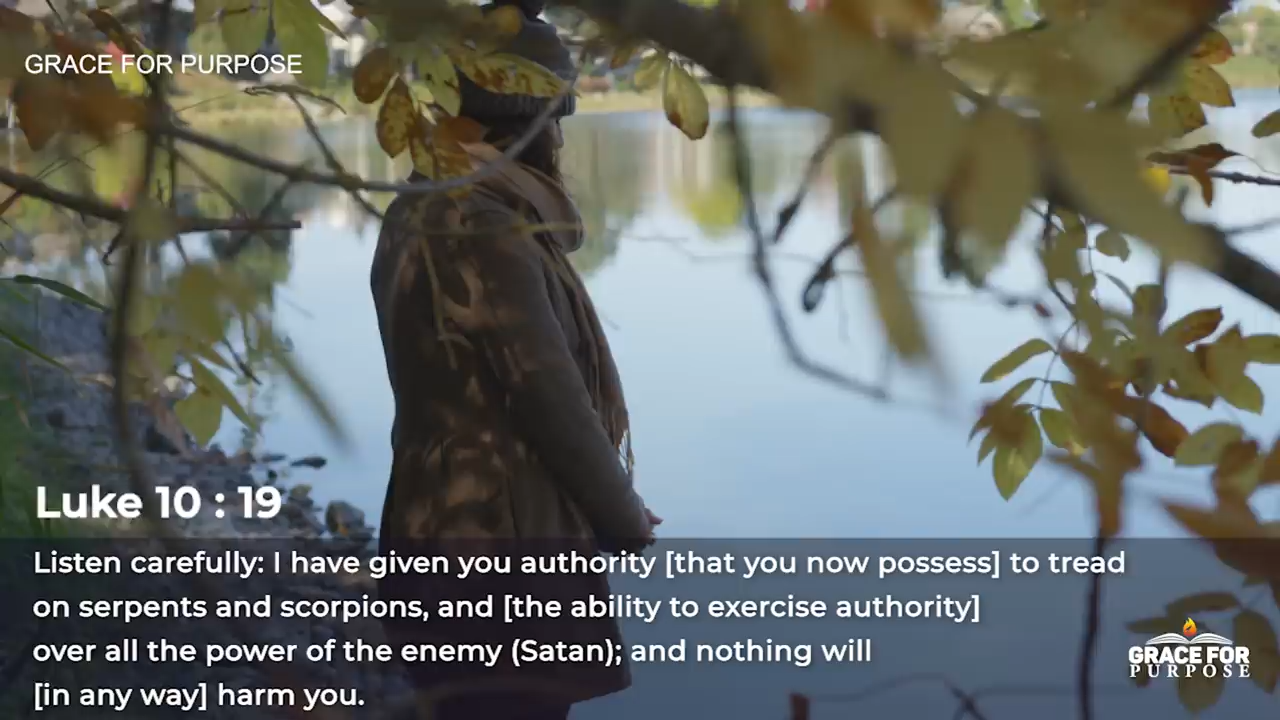 GRACE FOR PURPOSE
Luke 10 : 19
Listen carefully: I have given you authority [that you now possess] to tread
on serpents and scorpions, and [the ability to exercise authority]
over all the power of the enemy (Satan); and nothing will
[in any way] harm you.
GRACE FOR
PURPOSE